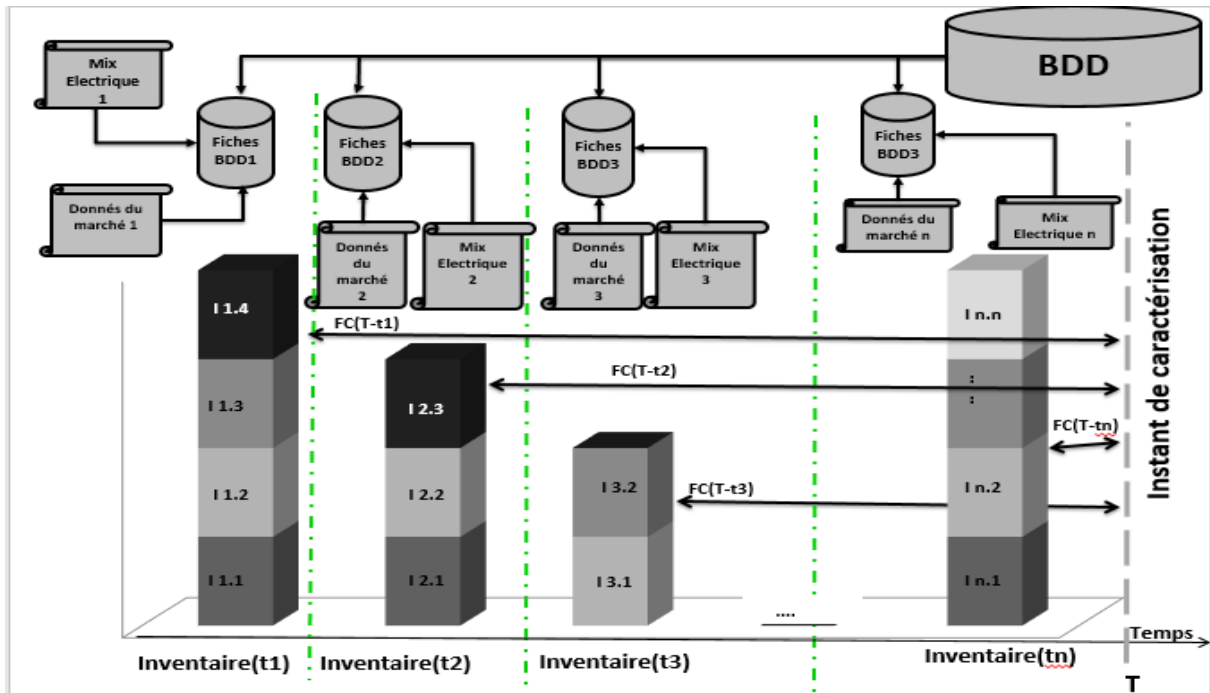 BDD
Mix
Electrique
1
Fiches
BDD1
Donnés du
marché 1
Fiches
BDD2
Donnés
du
marché
2
Mix
Electrique
2
Fiches
BDD3
Donnés
du
marché
3
Mix
Electrique
3
Fiches
BDD3
Donnés du
marché n
Mix
Electrique n
Instant de caractérisation
I 1.4
I 1.3
I 1.2
I 1.1
FC(T-t1)
I 2.3
I 2.2
I 2.1
FC(T-t2)
I 3.2
I 3.1
FC(T-t3)
....
I n.n
:
:
I n.2
I n.1
FC(T-tn)
Temps
T
Inventaire(t1)
Inventaire(t2)
Inventaire(t3)
Inventaire(tn)